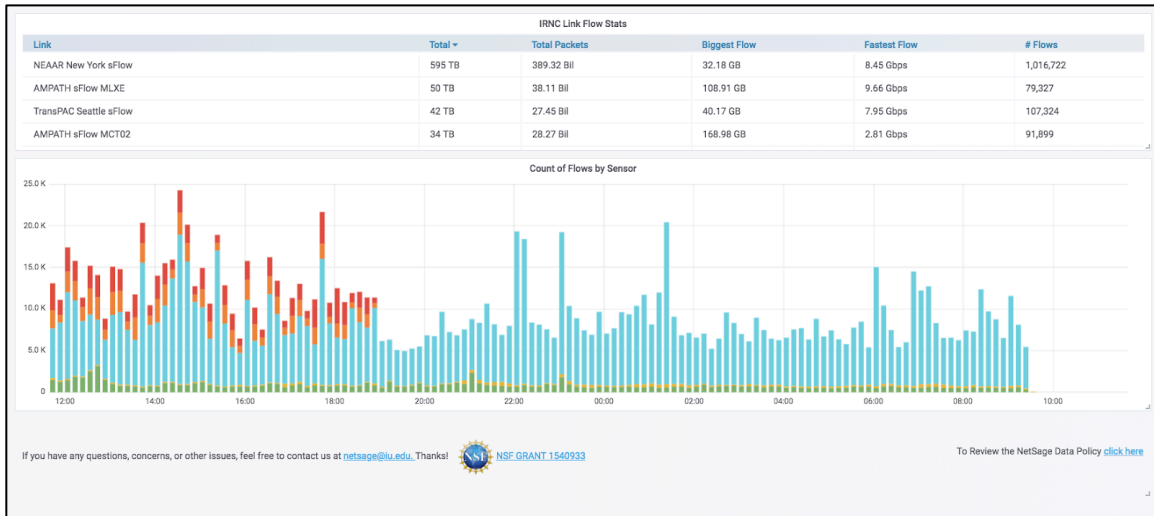 IRNC Link Flow Stats
Link Total Total Packets Biggest Flow Fastest Flow # Flows
NEAAR New York sFlow 595 TB 389.32 Bil 32.18 GB 8.45 Gbps 1,016,722
AMPATH sFlow MLXE 50 TB 38.11 Bil 108.91 GB 9.66 Gbps 79,327
TransPAC Seattle sFlow 42 TB 27.45 Bil 40.17 GB 7.95 Gbps 107,324
AMPATH sFlow MCT02 34 TB 28.27 Bil 168.98 GB 2.81 Gbps 91,899
Count of Flows by Sensor
25.0 K
20.0 K
15.0 K
10.0 K
5.0 K
0
12:00 14:00 16:00 18:00 20:00 22:00 00:00 02:00 04:00 06:00 08:00 10:00
If you have any questions, concerns, or other issues, feel free to contact us at netsage@iu.edu. Thanks! NSF NSF GRANT 1540933 To Review the NetSage Data Policy click here